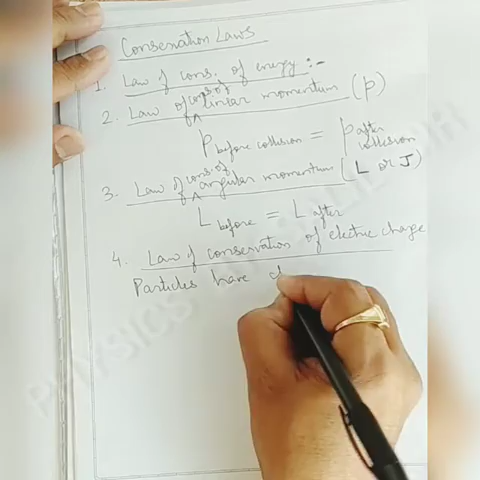 Conservation Laws
1. Law of cons. of energy :-
2. Law of cons. of linear momentum (p)
P before collision = p after collision
3. Law of cons. of angular momentum (L or J)
L before = L after
4. Law of conservation of electric charge
Particles have